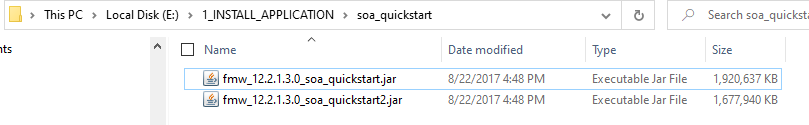 This PC > Local Disk (E:) > 1_INSTALL_APPLICATION > soa_quickstart
Search soa_quicksta
nts
Name Date modified Type Size
fmw_12.2.1.3.0_soa_quickstart.jar 8/22/2017 4:48 PM Executable Jar File 1,920,637 KB
fmw_12.2.1.3.0_soa_quickstart2.jar 8/22/2017 4:48 PM Executable Jar File 1,677,940 KB